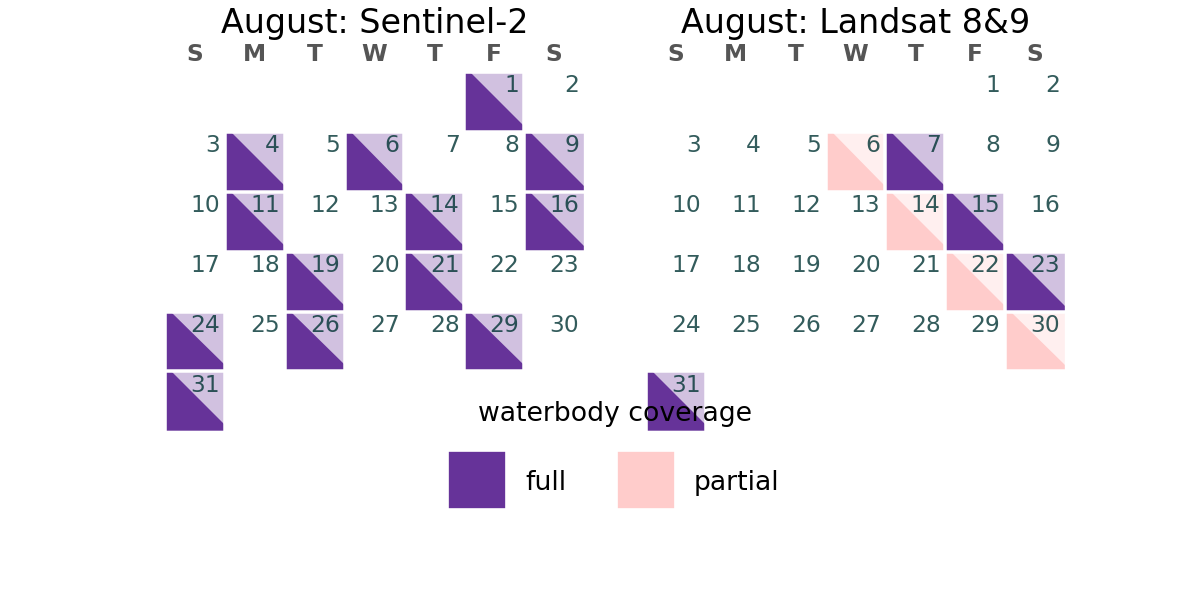 August: Sentinel-2
S M T W T F S
1 2
3 4 5 6 7 8 9
10 11 12 13 14 15 16
17 18 19 20 21 22 23
24 25 26 27 28 29 30
31
August: Landsat 8&9
S M T W T F S
1 2
3 4 5 6 7 8 9
10 11 12 13 14 15 16
17 18 19 20 21 22 23
24 25 26 27 28 29 30
31
waterbody coverage
full partial